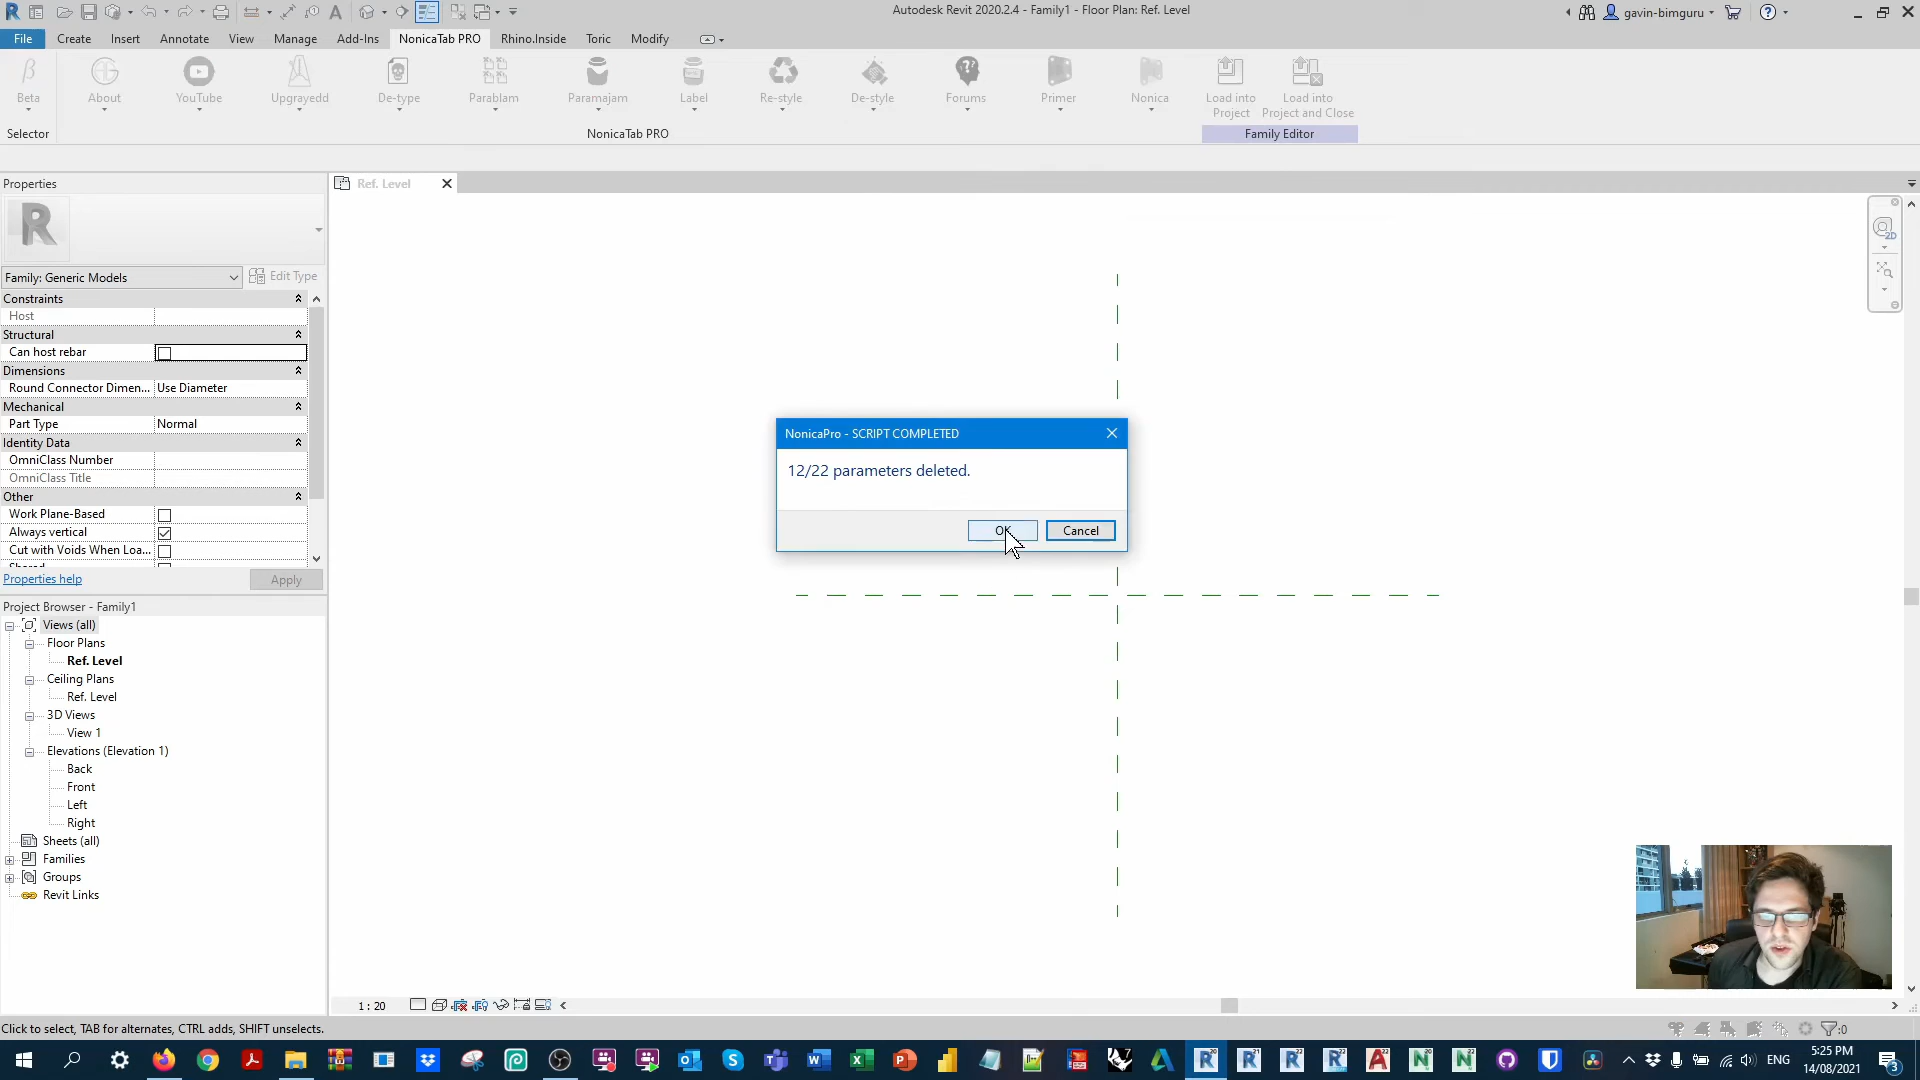 Autodesk Revit 2020.2.4 - Family1 - Floor Plan: Ref. Level
gavin-bimguru
File
Create
Insert
Annotate
View
Manage
Add-Ins
NonicaTab PRO
Rhino.Inside
Toric
Modify
Beta
About
YouTube
Upgrayedd
De-type
Parablam
Paramajam
Label
Re-style
De-style
Forums
Primer
Nonica
Load into
Project
Load into
Project and Close
Selector
NonicaTab PRO
Family Editor
Properties
Ref. Level
R
2D
Family: Generic Models
Edit Type
Constraints
Host
Structural
Can host rebar
Dimensions
Round Connector Dimen... Use Diameter
Mechanical
Part Type Normal
Identity Data
OmniClass Number
OmniClass Title
Other
Work Plane-Based
Always vertical
Cut with Voids When Loa...
Properties help
Apply
NonicaPro - SCRIPT COMPLETED
12/22 parameters deleted.
OK
Cancel
Project Browser - Family1
Views (all)
Floor Plans
Ref. Level
Ceiling Plans
Ref. Level
3D Views
View 1
Elevations (Elevation 1)
Back
Front
Left
Right
Sheets (all)
Families
Groups
Revit Links
1 : 20
Click to select, TAB for alternates, CTRL adds, SHIFT unselects.
:0
ENG
5:25 PM
14/08/2021
3